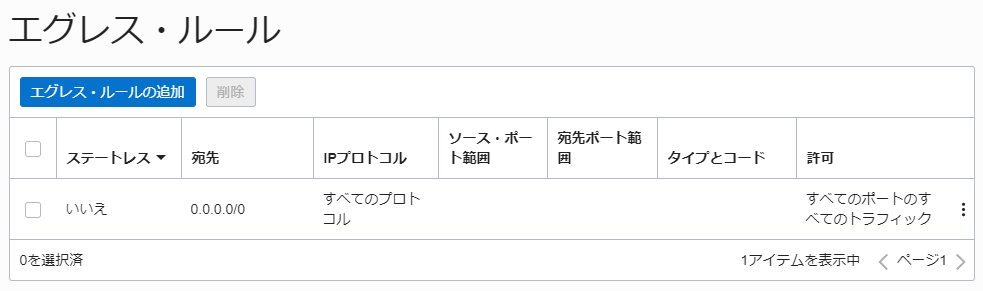 エグレス・ルール
エグレス・ルールの追加 削除
ステートレス 宛先 IPプロトコル ソース・ポー
ト範囲 宛先ポート範
囲 タイプとコード 許可
いいえ 0.0.0.0/0 すべてのプロト
コル すべてのポートのす
べてのトラフィック
0を選択済 1アイテムを表示中 ページ1